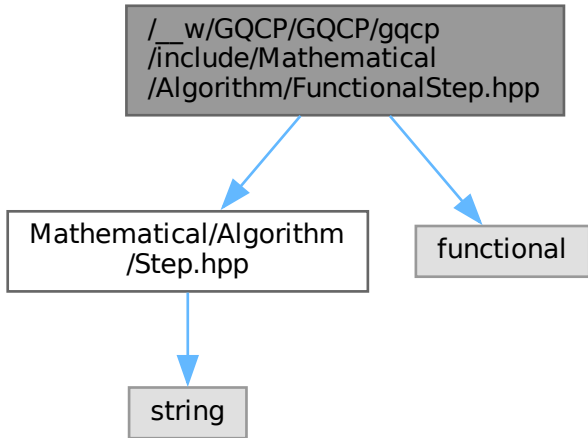 /__w/GQCP/GQCP/gqcp
/include/Mathematical
/Algorithm/FunctionalStep.hpp
Mathematical/Algorithm
/Step.hpp
functional
string